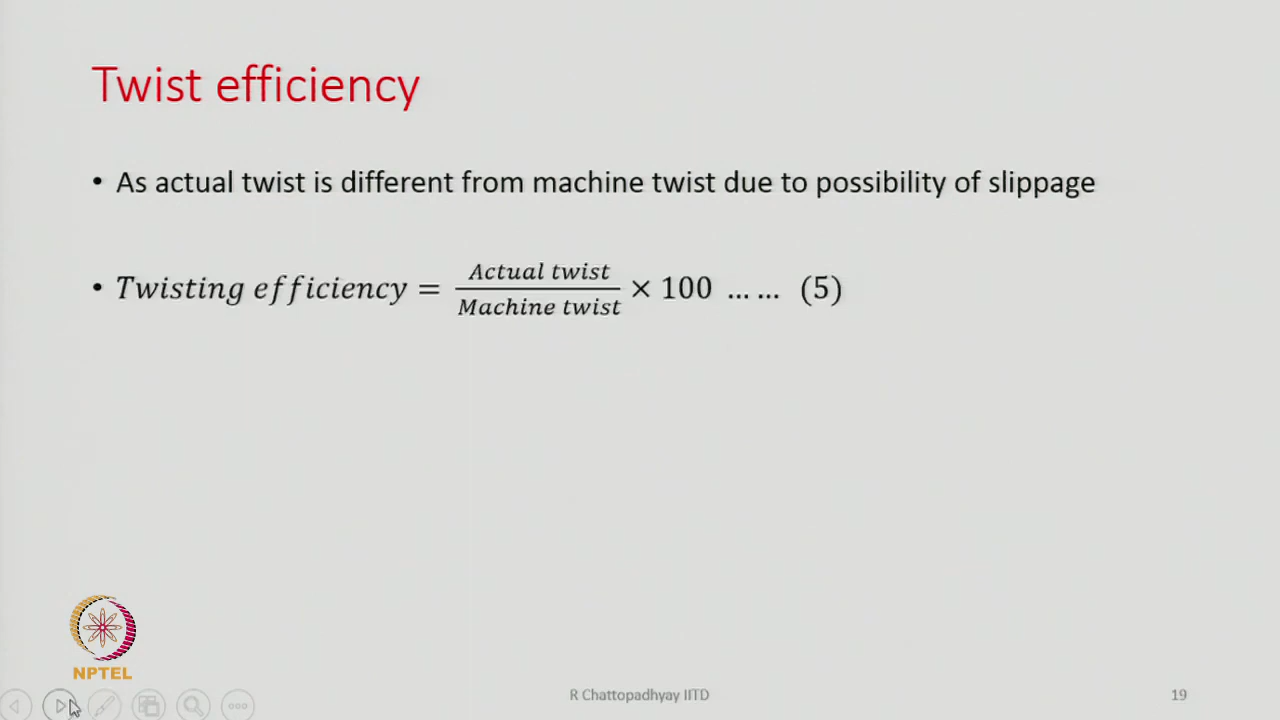 Twist efficiency
• As actual twist is different from machine twist due to possibility of slippage
• Twisting efficiency = Actual twist / Machine twist × 100 … … (5)
NPTEL
R Chattopadhyay IITD
19